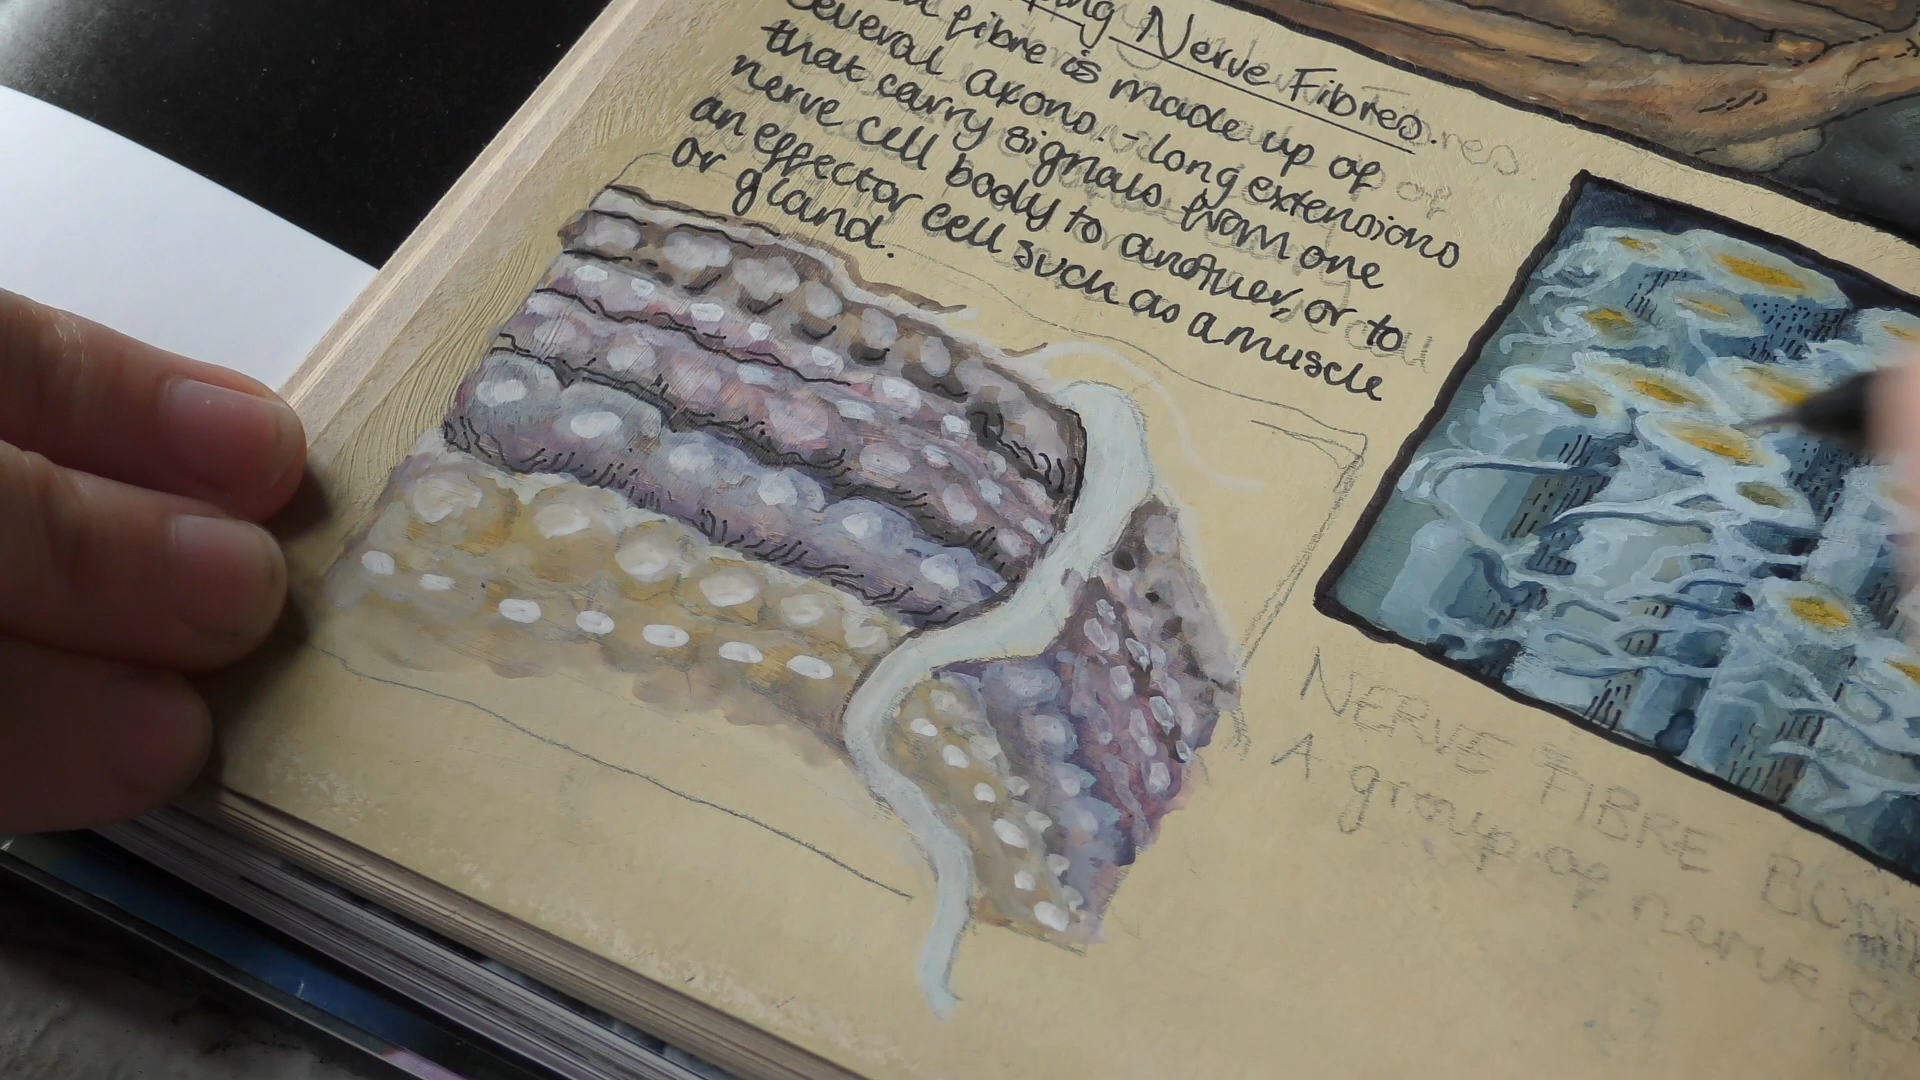 Nerve Fibres.
fibre is made up of
several axons. - long extensions
that carry signals from one
nerve cell body to another, or to
an effector cell such as a muscle
or gland.
NERVE FIBRE
A group of nerve